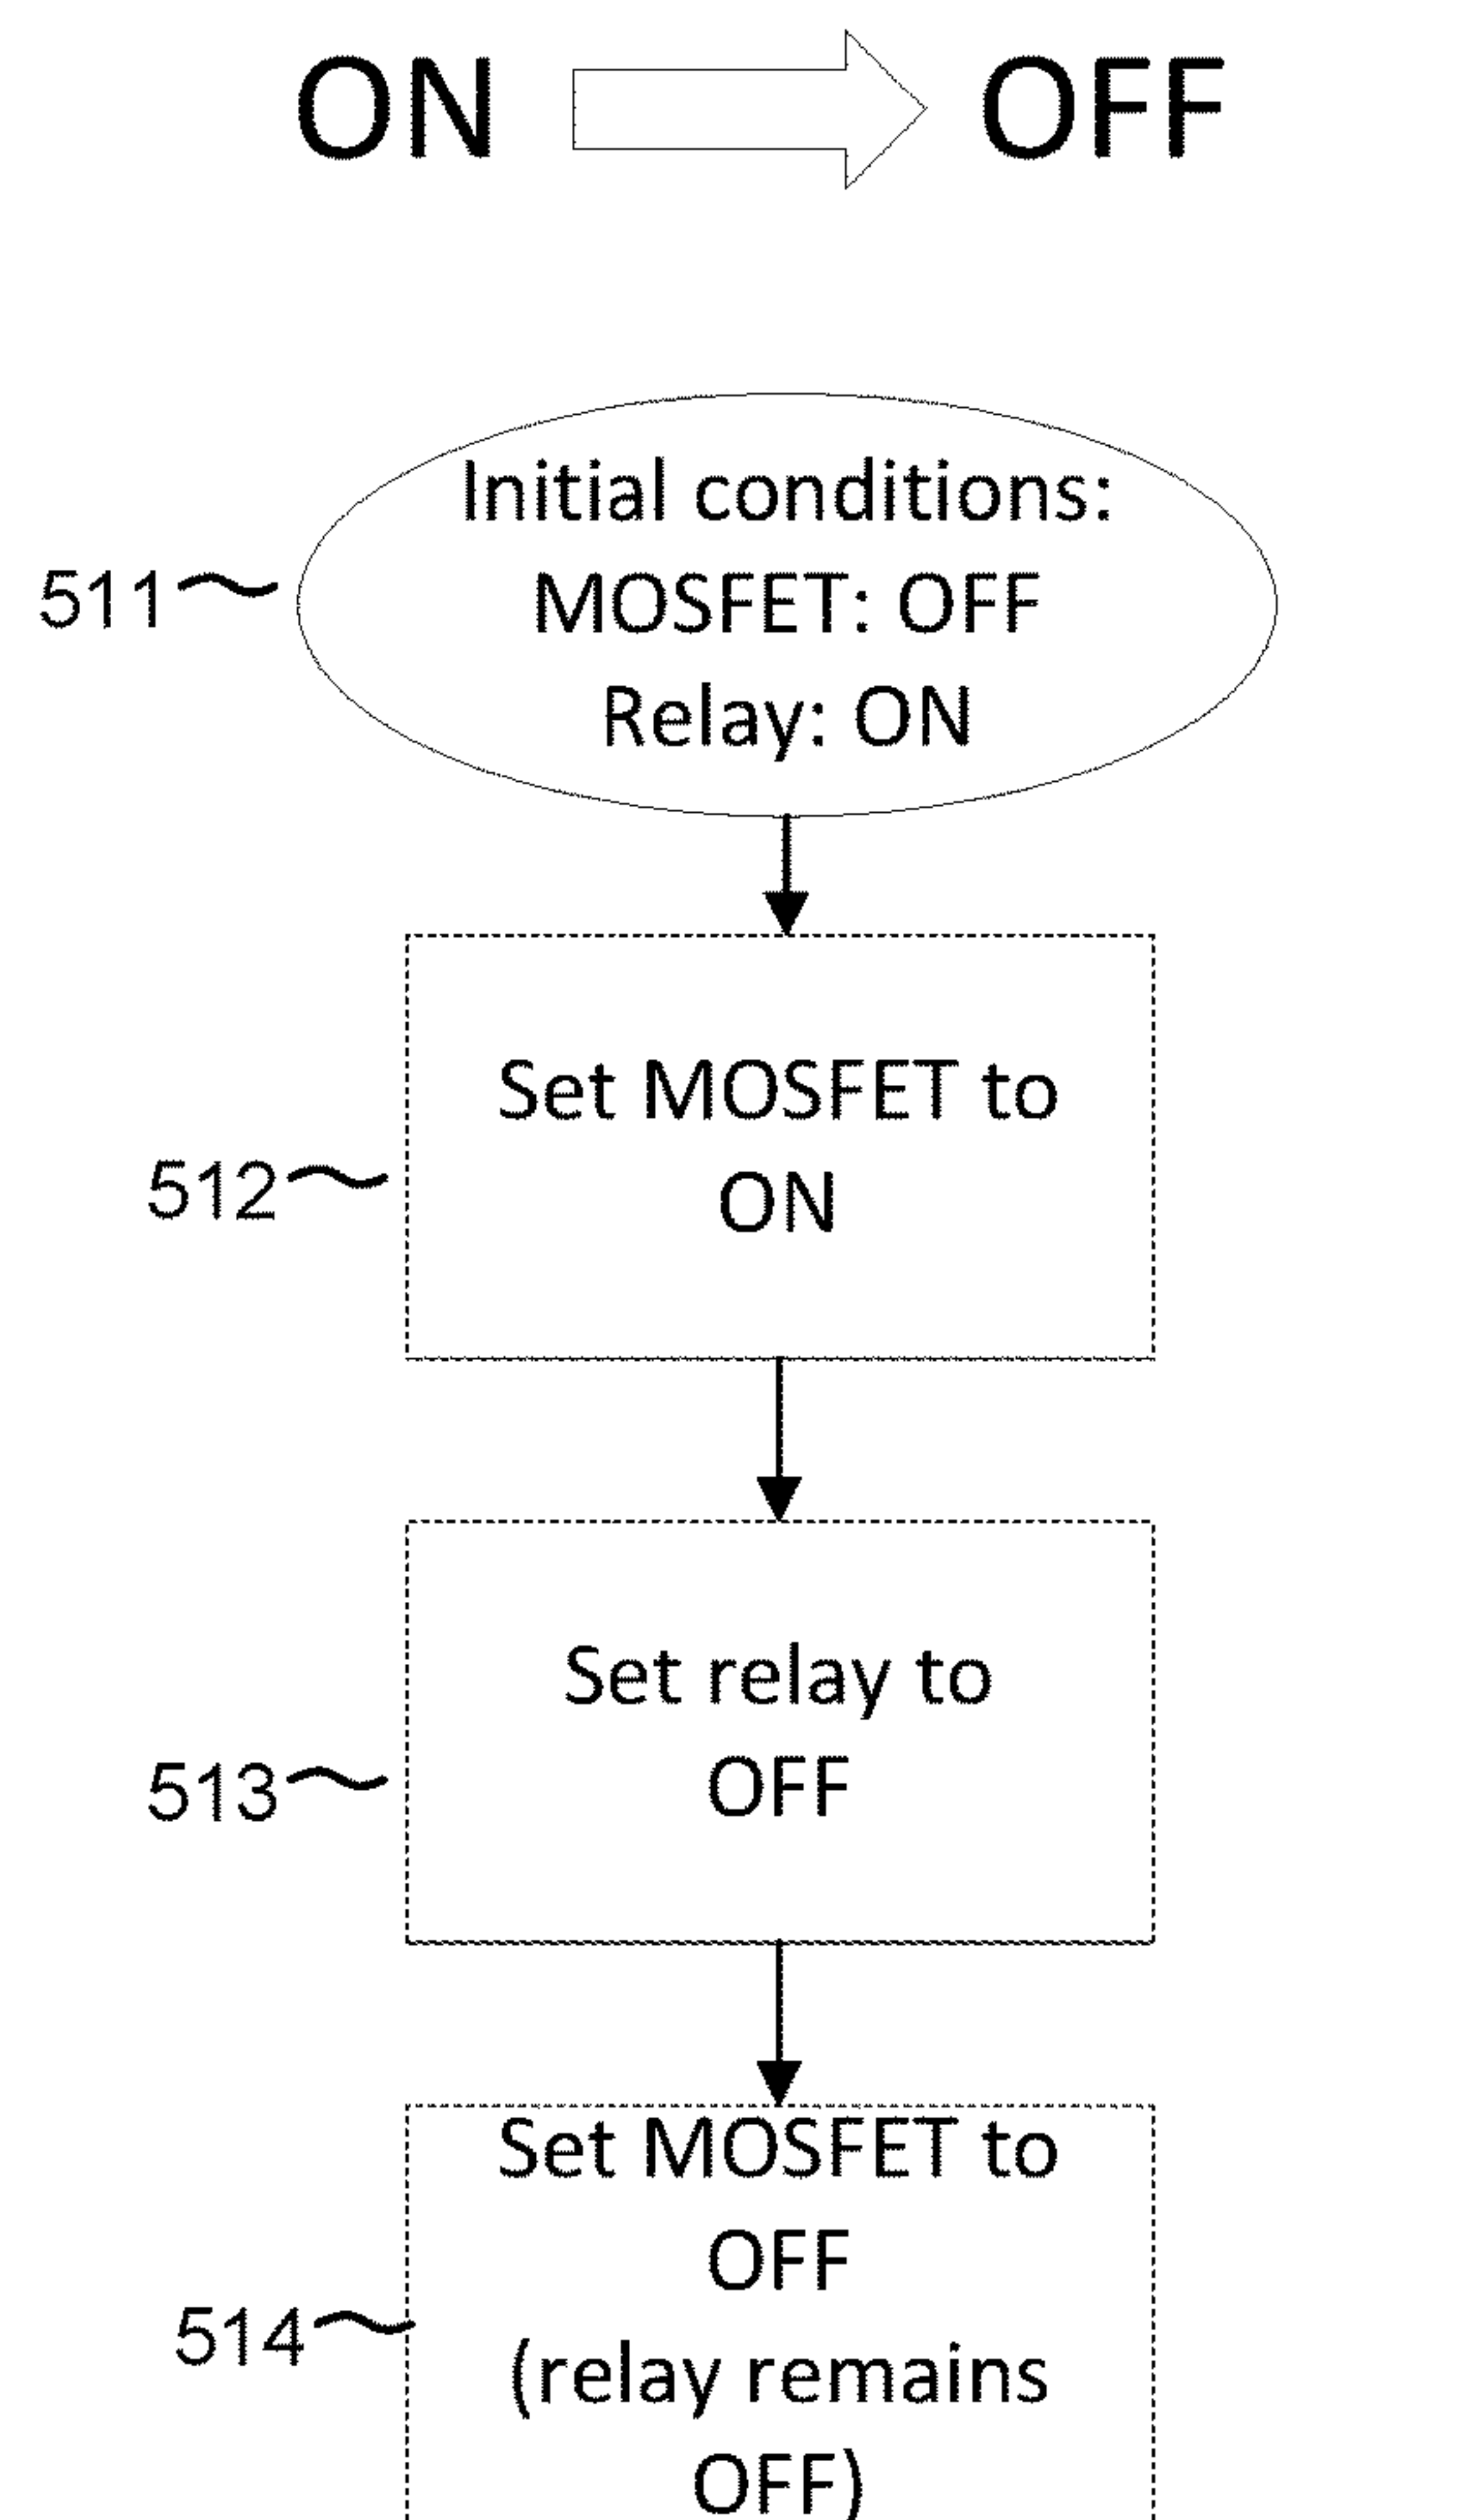 ON OFF
Initial conditions:
MOSFET: OFF
Relay: ON
511
Set MOSFET to
ON
512
Set relay to
OFF
513
Set MOSFET to
OFF
(relay remains
OFF)
514